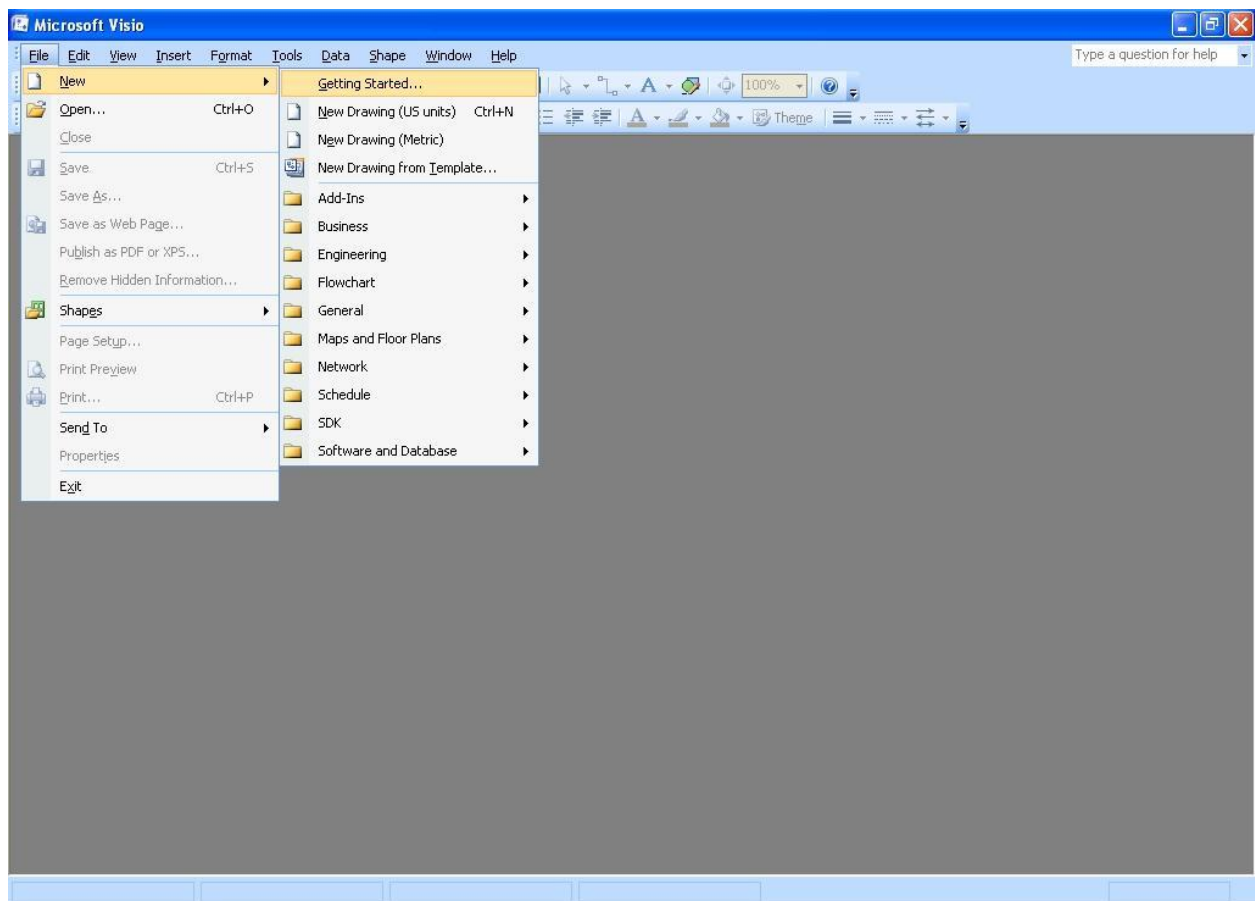 Microsoft Visio
File Edit View Insert Format Tools Data Shape Window Help Type a question for help
100%
Theme
New
Open... Ctrl+O
Close
Save Ctrl+S
Save As...
Save as Web Page...
Publish as PDF or XPS...
Remove Hidden Information...
Shapes
Page Setup...
Print Preview
Print... Ctrl+P
Send To
Properties
Exit
Getting Started...
New Drawing (US units) Ctrl+N
New Drawing (Metric)
New Drawing from Template...
Add-Ins
Business
Engineering
Flowchart
General
Maps and Floor Plans
Network
Schedule
SDK
Software and Database